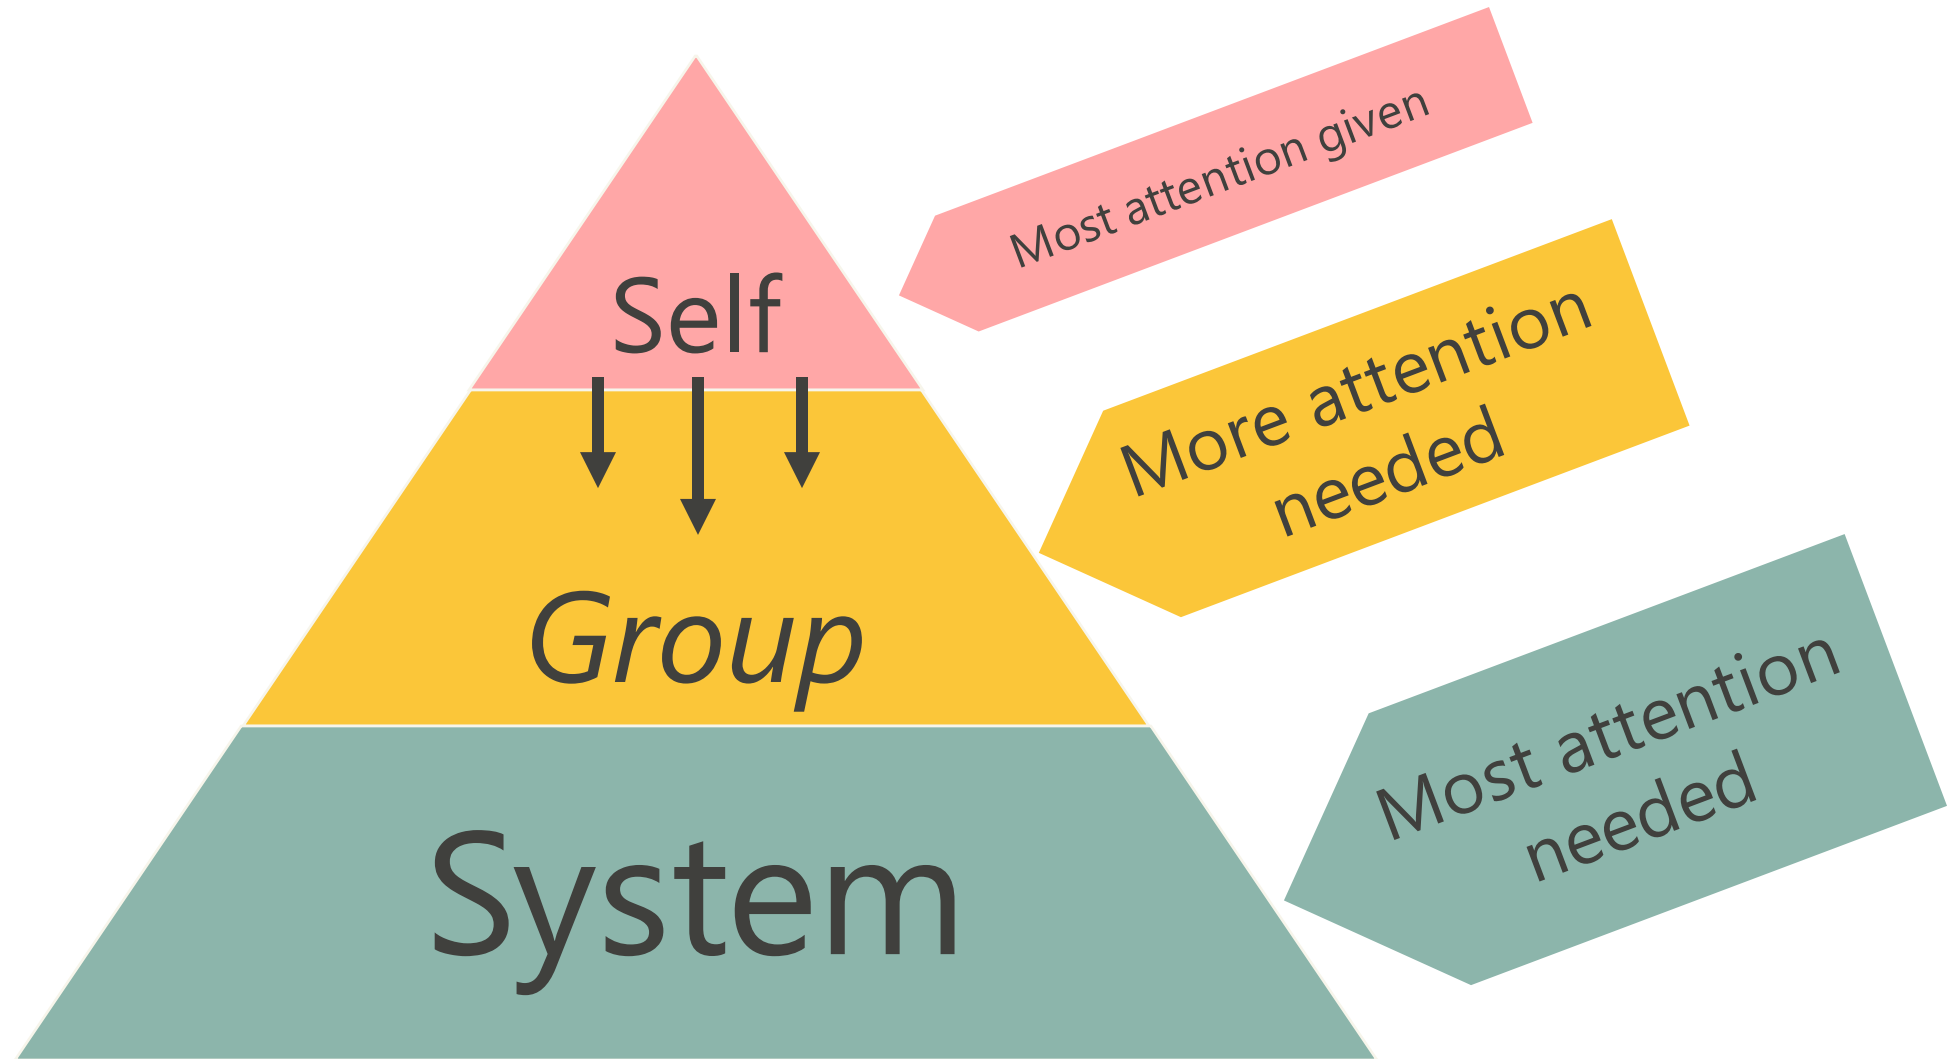 Self
Most attention given
Group
More attention
needed
System
Most attention
needed